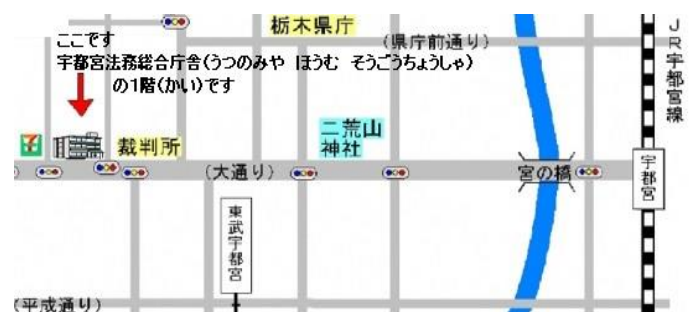 栃木県庁
ここです
(県庁前通り)
宇都宮法務総合庁舎(うつのみや ほうむ そうごうちょうしゃ)
の1階(かい)です
JR宇都宮線
7
裁判所
二荒山
神社
(大通り)
宮の橋
宇都宮
東武宇都宮
(平成通り)